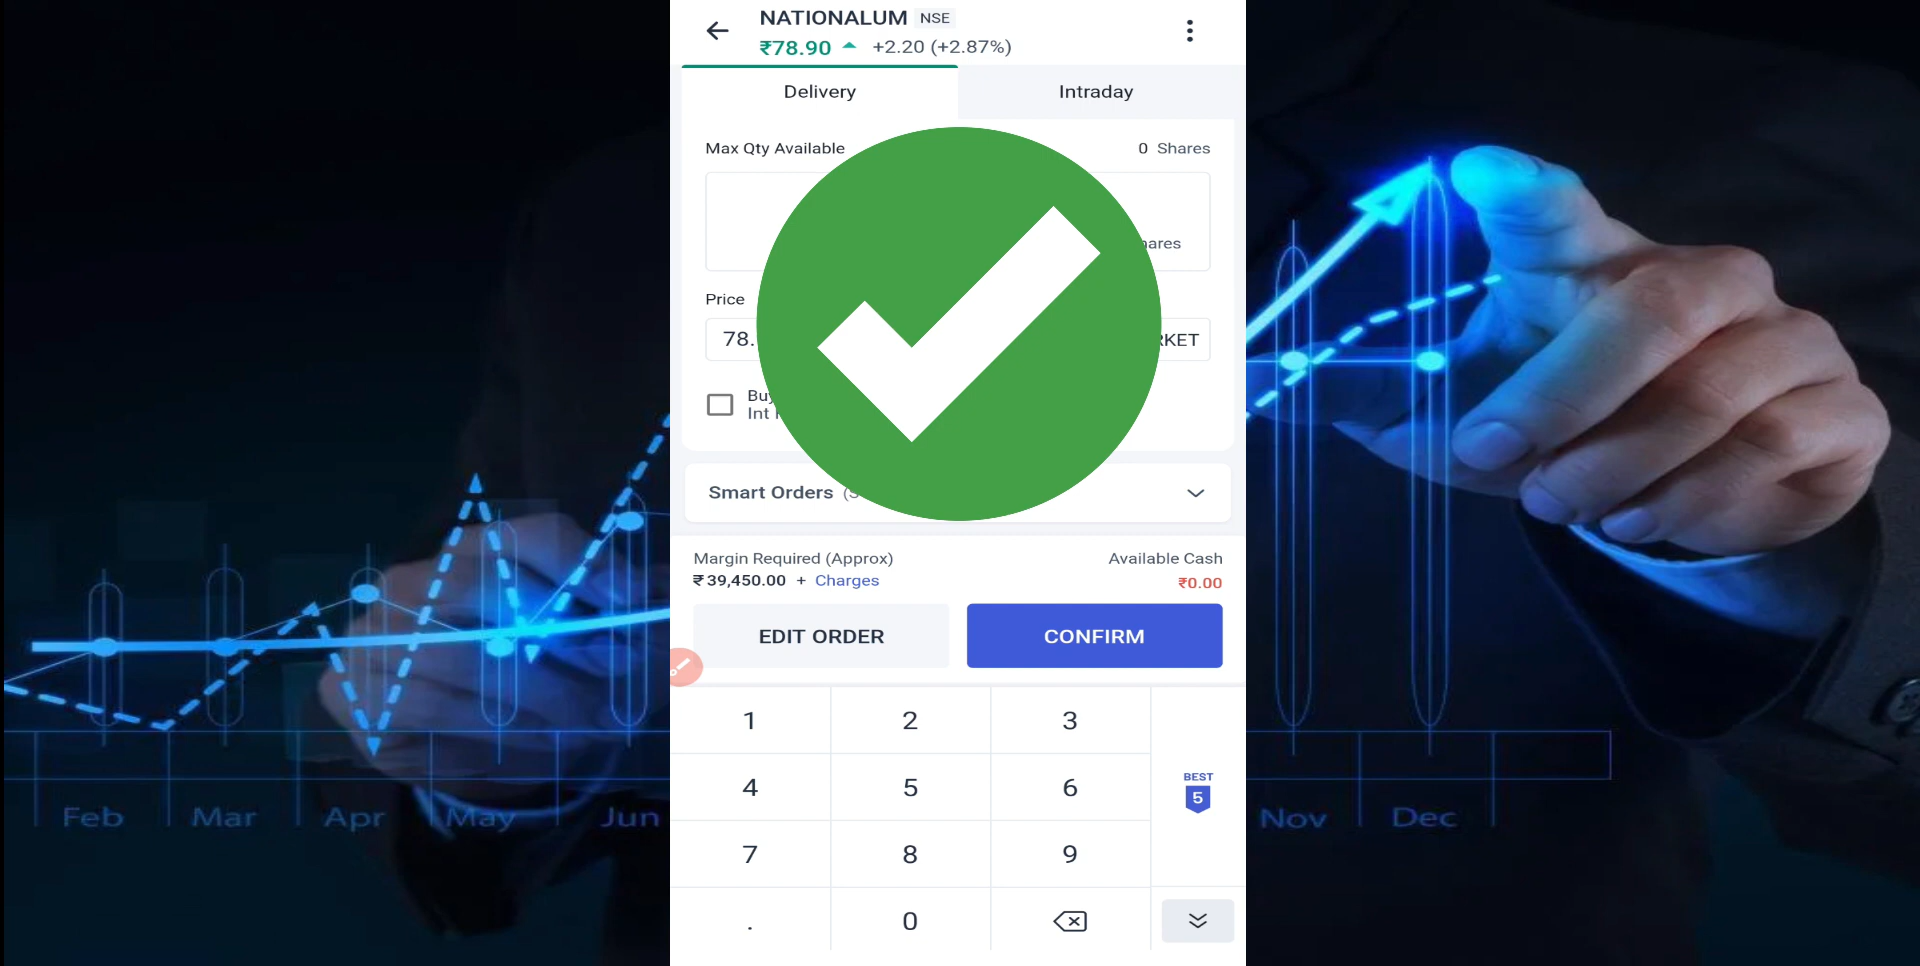 NATIONALUM NSE
₹78.90 +2.20 (+2.87%)
Delivery Intraday
Max Qty Available 0 Shares
Price
78.
Int
Smart Orders
Margin Required (Approx) Available Cash
₹39,450.00 + Charges ₹0.00
EDIT ORDER CONFIRM
1 2 3
4 5 6
BEST
5
7 8 9
. 0
Feb Mar Apr May Jun Nov Dec